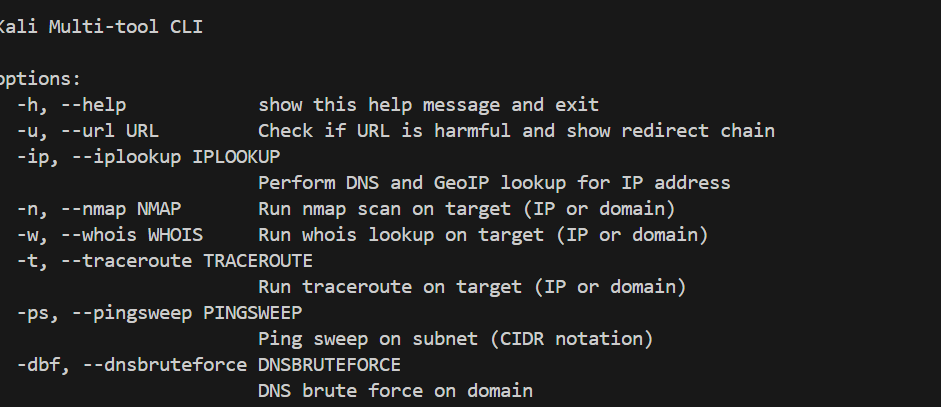 Kali Multi-tool CLI
options:
-h, --help show this help message and exit
-u, --url URL Check if URL is harmful and show redirect chain
-ip, --iplookup IPLOOKUP
Perform DNS and GeoIP lookup for IP address
-n, --nmap NMAP Run nmap scan on target (IP or domain)
-w, --whois WHOIS Run whois lookup on target (IP or domain)
-t, --traceroute TRACEROUTE
Run traceroute on target (IP or domain)
-ps, --pingsweep PINGSWEEP
Ping sweep on subnet (CIDR notation)
-dbf, --dnsbruteforce DNSBRUTEFORCE
DNS brute force on domain